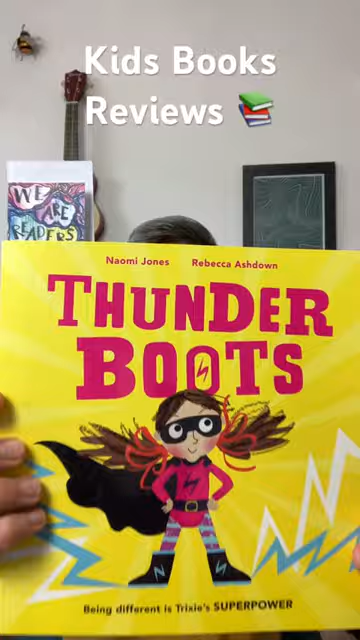 Kids Books
Reviews 📚
WE
ARE
READERS
Naomi Jones Rebecca Ashdown
THUNDER
BOOTS
Being different is Trixie's SUPERPOWER